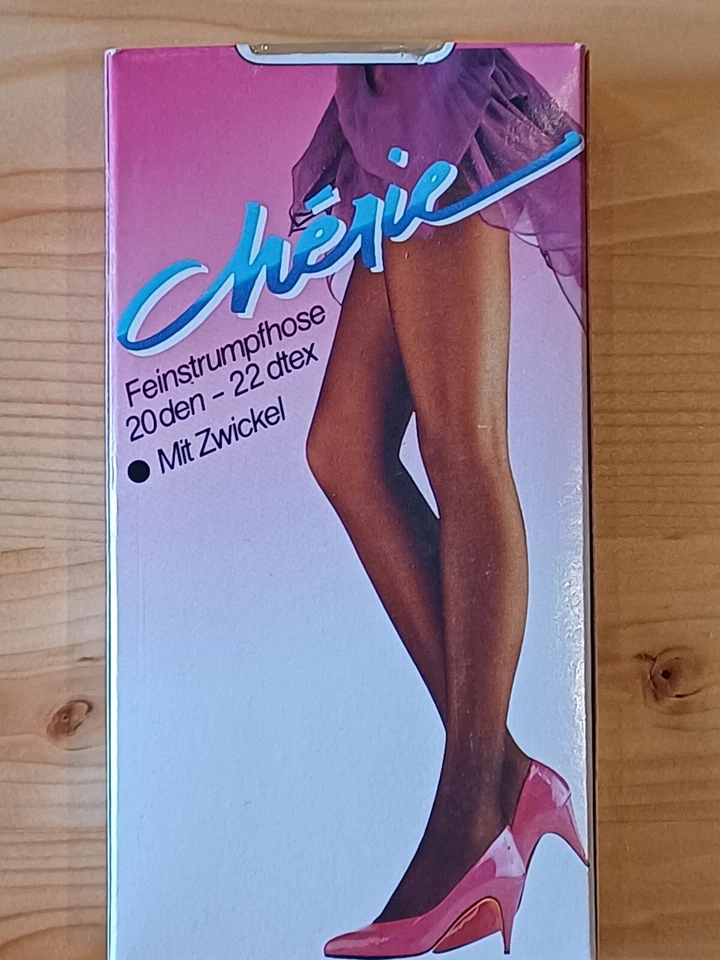 chérie
Feinstrumpfhose
20den - 22 dtex
● Mit Zwickel